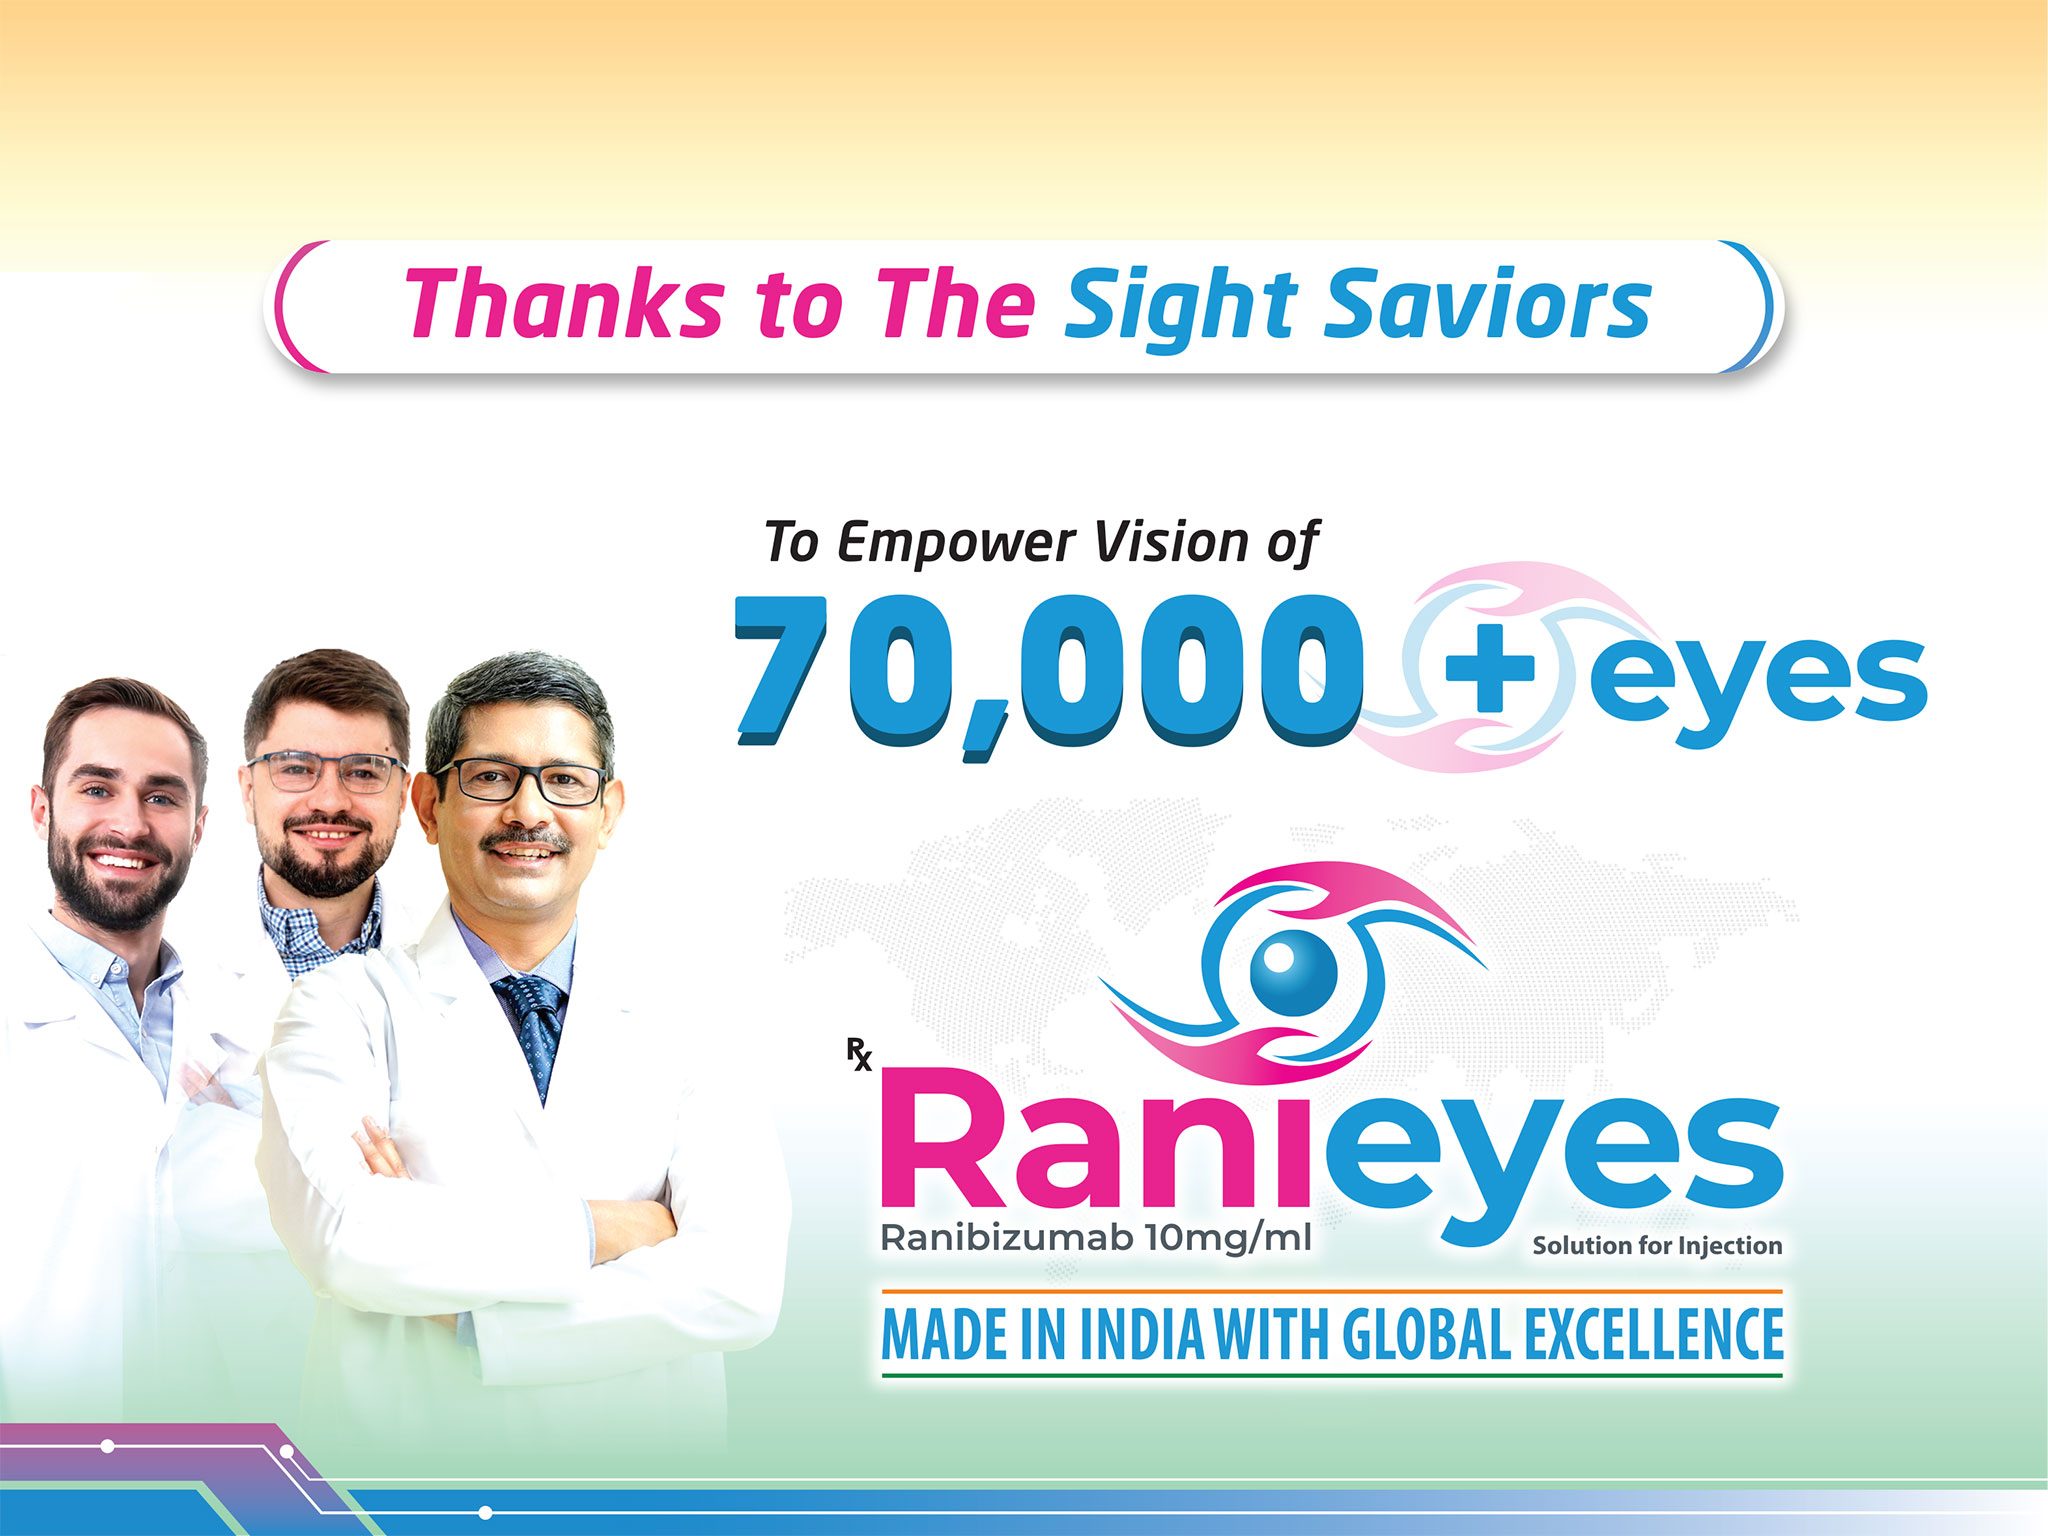 Thanks to The Sight Saviors
To Empower Vision of
70,000 + eyes
Rx
Ranieyes
Ranibizumab 10mg/ml
Solution for Injection
MADE IN INDIA WITH GLOBAL EXCELLENCE